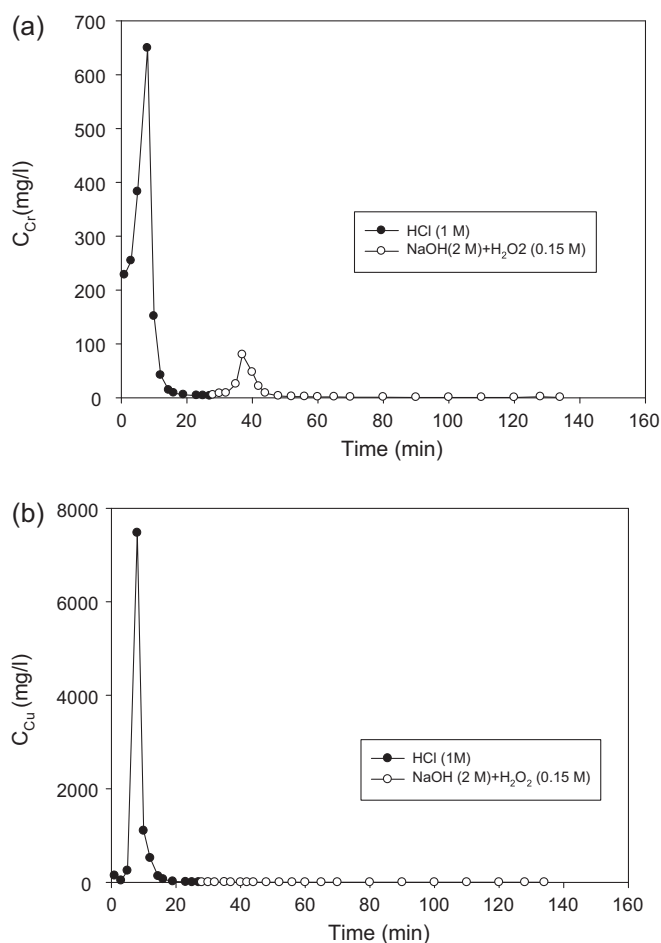 (a)
700
600
500
400
300
200
100
0
C_Cr(mg/l)
HCl (1 M)
NaOH(2 M)+H₂O2 (0.15 M)
0 20 40 60 80 100 120 140 160
Time (min)
(b)
8000
6000
4000
2000
0
C_Cu (mg/l)
HCl (1M)
NaOH (2 M)+H₂O₂ (0.15 M)
0 20 40 60 80 100 120 140 160
Time (min)